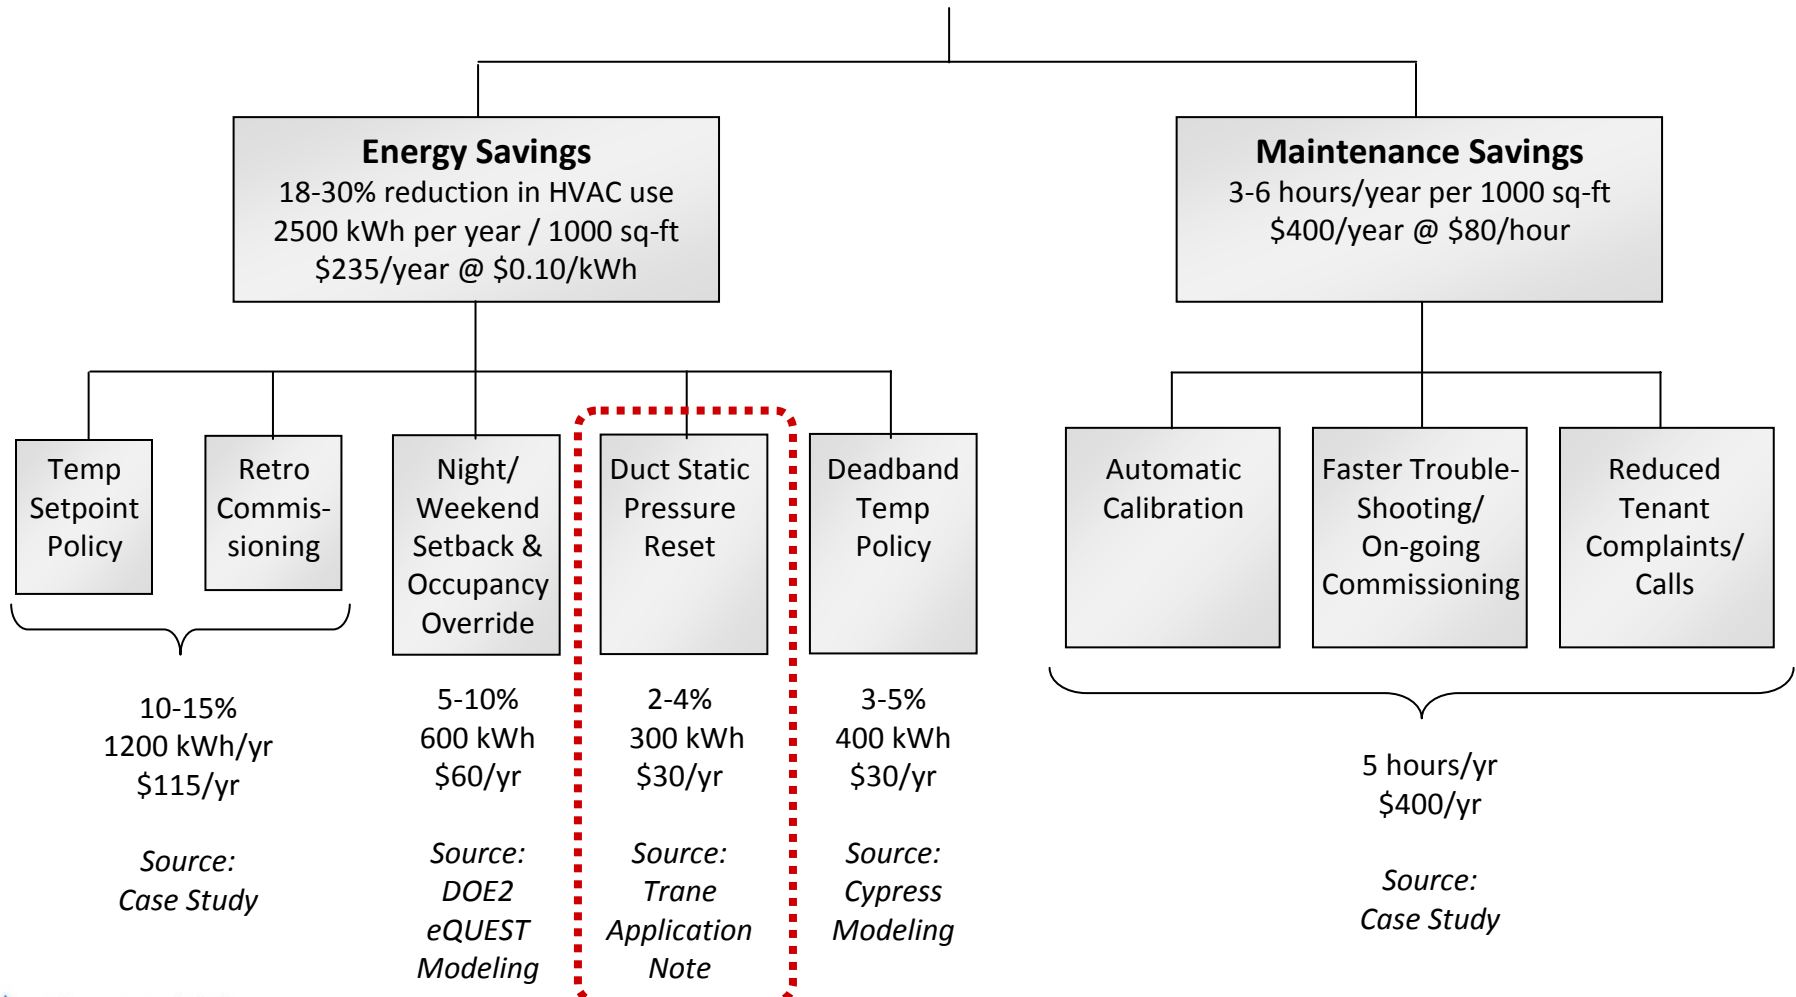 Energy Savings
18-30% reduction in HVAC use
2500 kWh per year / 1000 sq-ft
$235/year @ $0.10/kWh
Maintenance Savings
3-6 hours/year per 1000 sq-ft
$400/year @ $80/hour
Temp
Setpoint
Policy
Retro
Commis-
sioning
10-15%
1200 kWh/yr
$115/yr
Source:
Case Study
Night/
Weekend
Setback &
Occupancy
Override
5-10%
600 kWh
$60/yr
Source:
DOE2
eQUEST
Modeling
Duct Static
Pressure
Reset
2-4%
300 kWh
$30/yr
Source:
Trane
Application
Note
Deadband
Temp
Policy
3-5%
400 kWh
$30/yr
Source:
Cypress
Modeling
Automatic
Calibration
Faster Trouble-
Shooting/
On-going
Commissioning
Reduced
Tenant
Complaints/
Calls
5 hours/yr
$400/yr
Source:
Case Study